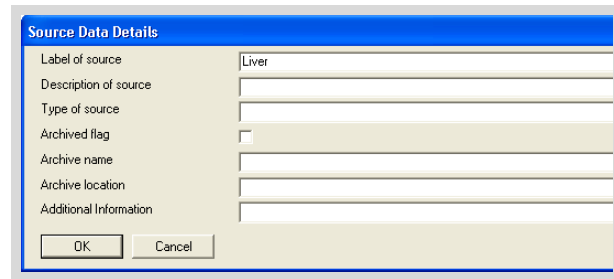 Source Data Details
Label of source Liver
Description of source
Type of source
Archived flag
Archive name
Archive location
Additional Information
OK Cancel